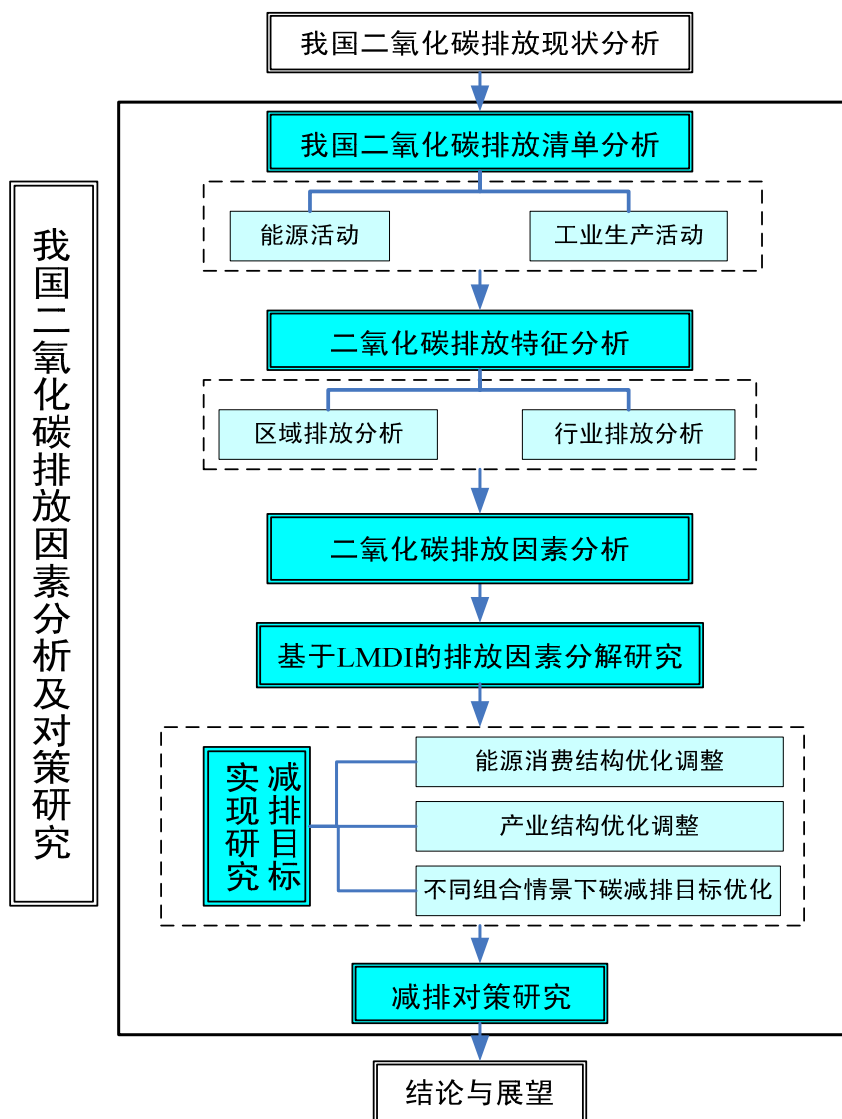 我国二氧化碳排放现状分析
我国二氧化碳排放清单分析
能源活动
工业生产活动
二氧化碳排放特征分析
区域排放分析
行业排放分析
二氧化碳排放因素分析
基于LMDI的排放因素分解研究
减排目标
实现研究
能源消费结构优化调整
产业结构优化调整
不同组合情景下碳减排目标优化
减排对策研究
结论与展望
我国二氧化碳排放因素分析及对策研究